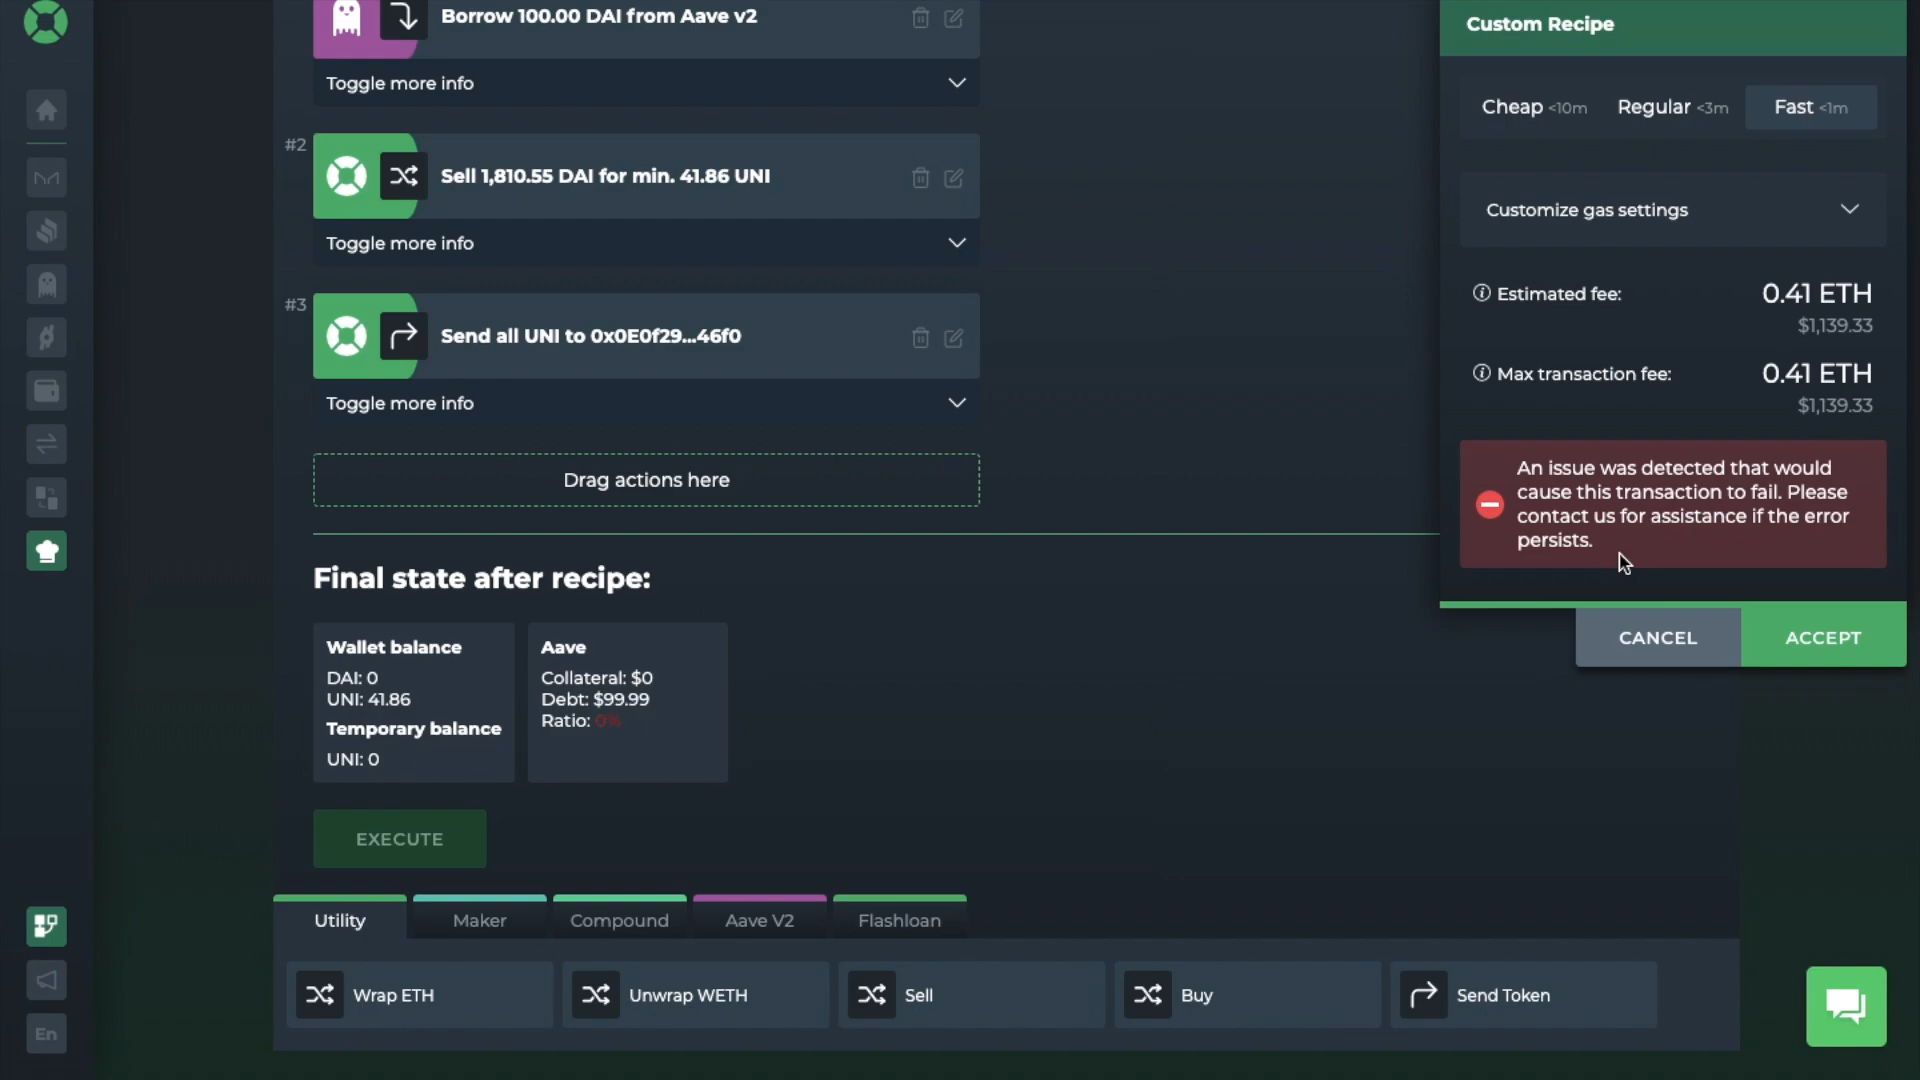 Borrow 100.00 DAI from Aave v2
Toggle more info
#2
Sell 1,810.55 DAI for min. 41.86 UNI
Toggle more info
#3
Send all UNI to 0x0E0f29...46f0
Toggle more info
Drag actions here
Final state after recipe:
Wallet balance
DAI: 0
UNI: 41.86
Temporary balance
UNI: 0
Aave
Collateral: $0
Debt: $99.99
Ratio: 0%
EXECUTE
Utility
Maker
Compound
Aave V2
Flashloan
Wrap ETH
Unwrap WETH
Sell
Buy
Send Token
En
Custom Recipe
Cheap <10m
Regular <3m
Fast <1m
Customize gas settings
Estimated fee:
0.41 ETH
$1,139.33
Max transaction fee:
0.41 ETH
$1,139.33
An issue was detected that would
cause this transaction to fail. Please
contact us for assistance if the error
persists.
CANCEL
ACCEPT